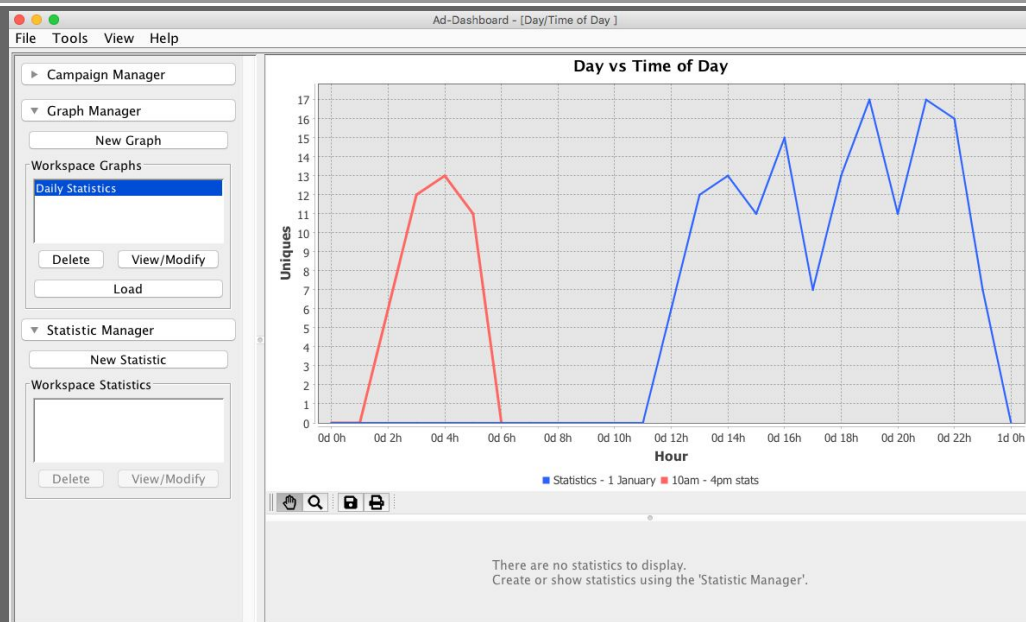 Ad-Dashboard - [Day/Time of Day ]
File Tools View Help
Campaign Manager
Graph Manager
New Graph
Workspace Graphs
Daily Statistics
Delete View/Modify
Load
Statistic Manager
New Statistic
Workspace Statistics
Delete View/Modify
Day vs Time of Day
Uniques
17
16
15
14
13
12
11
10
9
8
7
6
5
4
3
2
1
0
0d 0h 0d 2h 0d 4h 0d 6h 0d 8h 0d 10h 0d 12h 0d 14h 0d 16h 0d 18h 0d 20h 0d 22h 1d 0h
Hour
Statistics - 1 January 10am - 4pm stats
There are no statistics to display.
Create or show statistics using the 'Statistic Manager'.